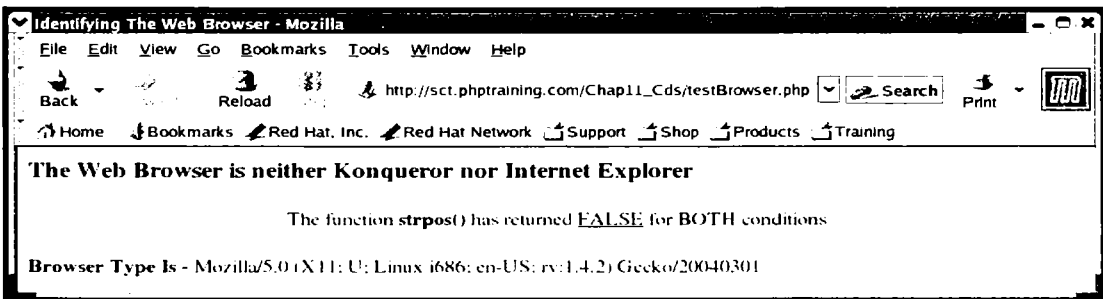 Identifying The Web Browser - Mozilla
File Edit View Go Bookmarks Tools Window Help
Back Reload http://sct.phptraining.com/Chap11_Cds/testBrowser.php Search Print
Home Bookmarks Red Hat, Inc. Red Hat Network Support Shop Products Training
The Web Browser is neither Konqueror nor Internet Explorer
The function strpos() has returned FALSE for BOTH conditions
Browser Type Is - Mozilla/5.0 (X11; U; Linux i686; en-US; rv:1.4.2) Gecko/20040301